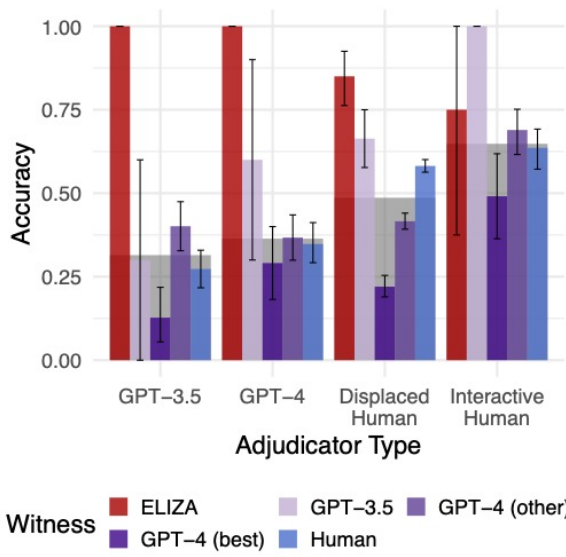 Accuracy
1.00
0.75
0.50
0.25
0.00
GPT−3.5
GPT−4
Displaced
Human
Interactive
Human
Adjudicator Type
Witness
ELIZA
GPT−3.5
GPT−4 (other)
GPT−4 (best)
Human